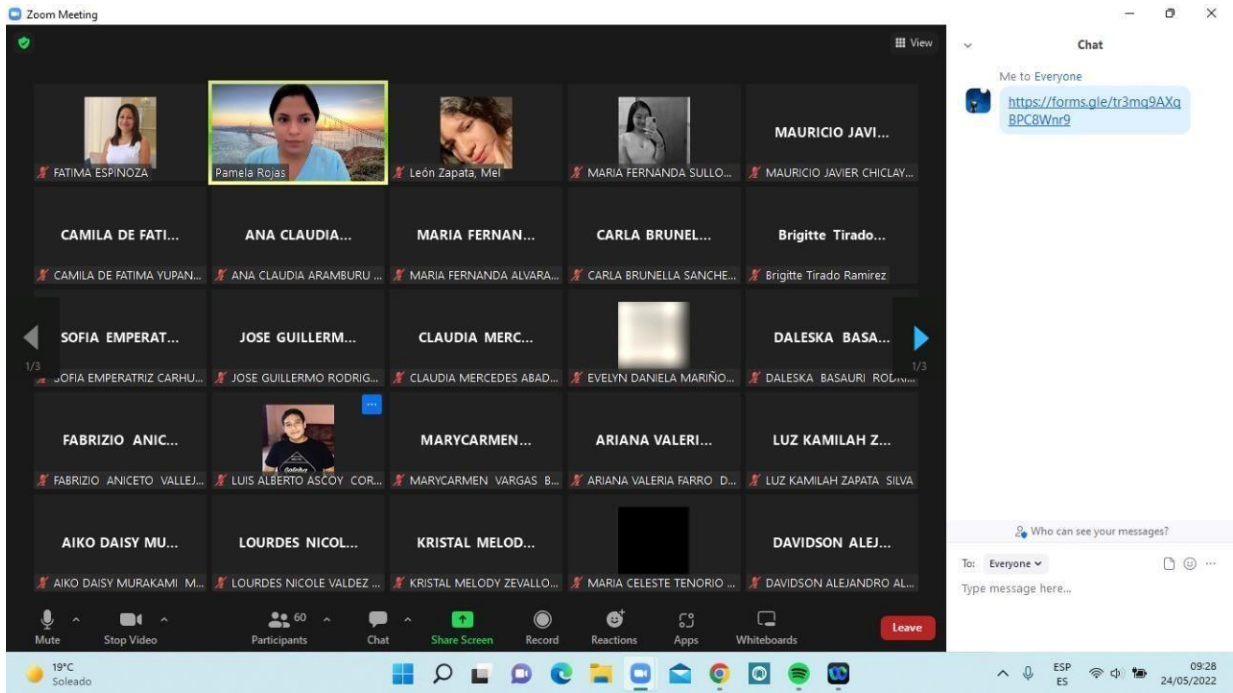 Zoom Meeting
View
FATIMA ESPINOZA
Pamela Rojas
León Zapata, Mel
MARIA FERNANDA SULLO...
MAURICIO JAVI...
MAURICIO JAVIER CHICLAY...
CAMILA DE FATI...
CAMILA DE FATIMA YUPAN...
ANA CLAUDIA...
ANA CLAUDIA ARAMBURU ...
MARIA FERNAN...
MARIA FERNANDA ALVARA...
CARLA BRUNEL...
CARLA BRUNELLA SANCHE...
Brigitte Tirado...
Brigitte Tirado Ramirez
1/3
SOFIA EMPERAT...
SOFIA EMPERATRIZ CARHU...
JOSE GUILLERM...
JOSE GUILLERMO RODRIG...
CLAUDIA MERC...
CLAUDIA MERCEDES ABAD...
EVELYN DANIELA MARIÑO...
DALESKA BASA...
DALESKA BASAURI RODRI...
1/3
FABRIZIO ANIC...
FABRIZIO ANICETO VALLEJ...
LUIS ALBERTO ASCOY COR...
MARYCARMEN...
MARYCARMEN VARGAS B...
ARIANA VALERI...
ARIANA VALERIA FARRO D...
LUZ KAMILAH Z...
LUZ KAMILAH ZAPATA SILVA
AIKO DAISY MU...
AIKO DAISY MURAKAMI M...
LOURDES NICOL...
LOURDES NICOLE VALDEZ ...
KRISTAL MELOD...
KRISTAL MELODY ZEVALLO...
MARIA CELESTE TENORIO ...
DAVIDSON ALEJ...
DAVIDSON ALEJANDRO AL...
Mute
Stop Video
60
Participants
Chat
Share Screen
Record
Reactions
Apps
Whiteboards
Leave
Chat
Me to Everyone
https://forms.gle/tr3mq9AXq
BPC8Wnr9
Who can see your messages?
To: Everyone
Type message here...
19°C
Soleado
ESP
ES
09:28
24/05/2022